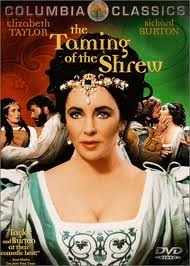 COLUMBIA CLASSICS
Elizabeth Richard
TAYLOR BURTON
the
Taming
of the Shrew
"Taylor
and Burton
at their
comedic best."
DVD
VIDEO